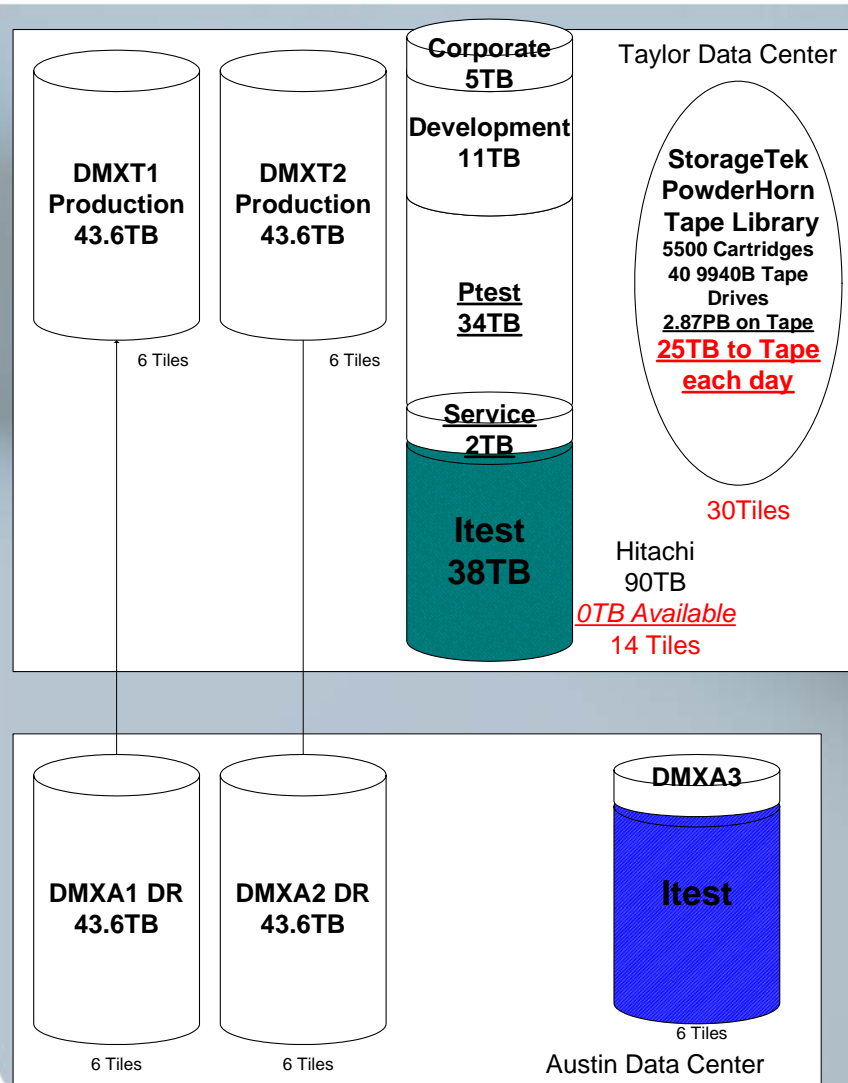 Taylor Data Center
DMXT1
Production
43.6TB
6 Tiles
DMXT2
Production
43.6TB
6 Tiles
Corporate
5TB
Development
11TB
Ptest
34TB
Service
2TB
Itest
38TB
Hitachi
90TB
0TB Available
14 Tiles
StorageTek
PowderHorn
Tape Library
5500 Cartridges
40 9940B Tape
Drives
2.87PB on Tape
25TB to Tape
each day
30Tiles
DMXA1 DR
43.6TB
6 Tiles
DMXA2 DR
43.6TB
6 Tiles
DMXA3
Itest
6 Tiles
Austin Data Center